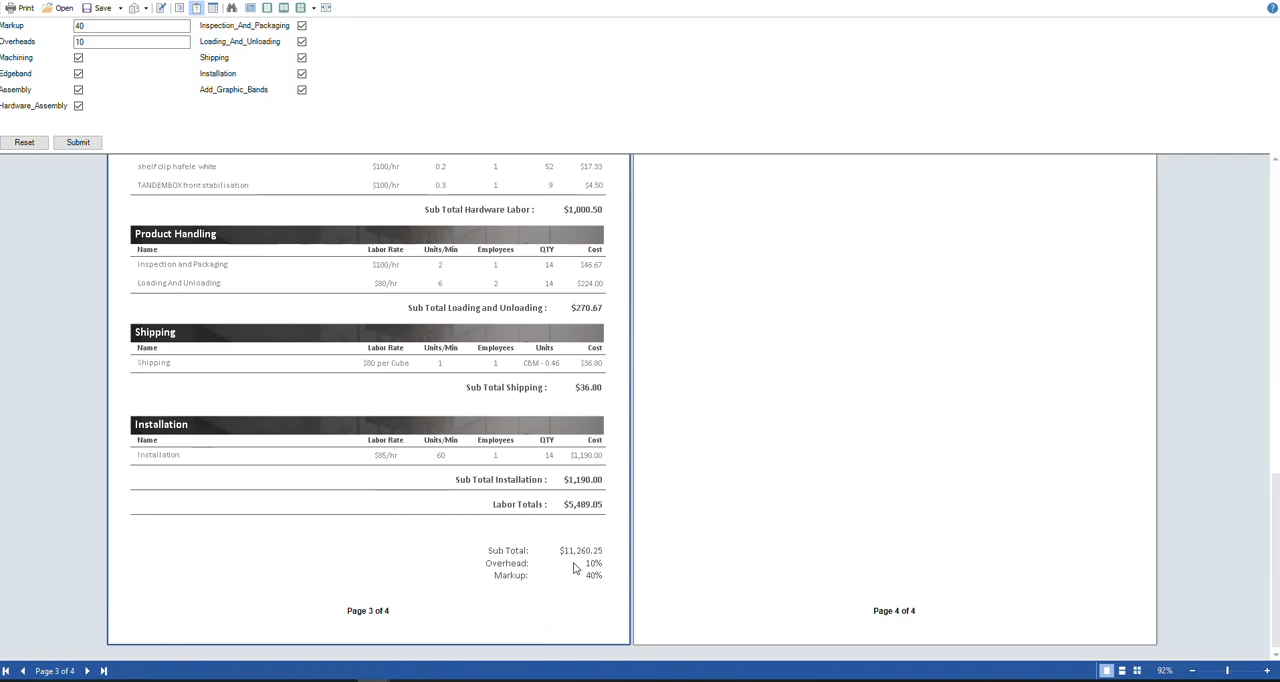 Print Open Save
Markup 40 Inspection_And_Packaging
Overheads 10 Loading_And_Unloading
Machining Shipping
Edgeband Installation
Assembly Add_Graphic_Bands
Hardware_Assembly
Reset Submit
shelf clip hafele white $100/hr 0.2 1 52 $17.33
TANDEMBOX front stabilisation $100/hr 0.3 1 9 $4.50
Sub Total Hardware Labor : $1,000.50
Product Handling
Name Labor Rate Units/Min Employees QTY Cost
Inspection and Packaging: $100/hr 2 1 14 $46.67
Loading And Unloading: $80/hr 6 2 14 $224.00
Sub Total Loading and Unloading : $270.67
Shipping
Name Labor Rate Units/Min Employees Units Cost
Shipping: $80 per Cube 1 1 CBM - 0.46 $36.80
Sub Total Shipping : $36.80
Installation
Name Labor Rate Units/Min Employees QTY Cost
Installation: $85/hr 60 1 14 $1,190.00
Sub Total Installation : $1,190.00
Labor Totals : $5,489.05
Sub Total: $11,260.25
Overhead: 10%
Markup: 40%
Page 3 of 4
Page 4 of 4
Page 3 of 4 92%